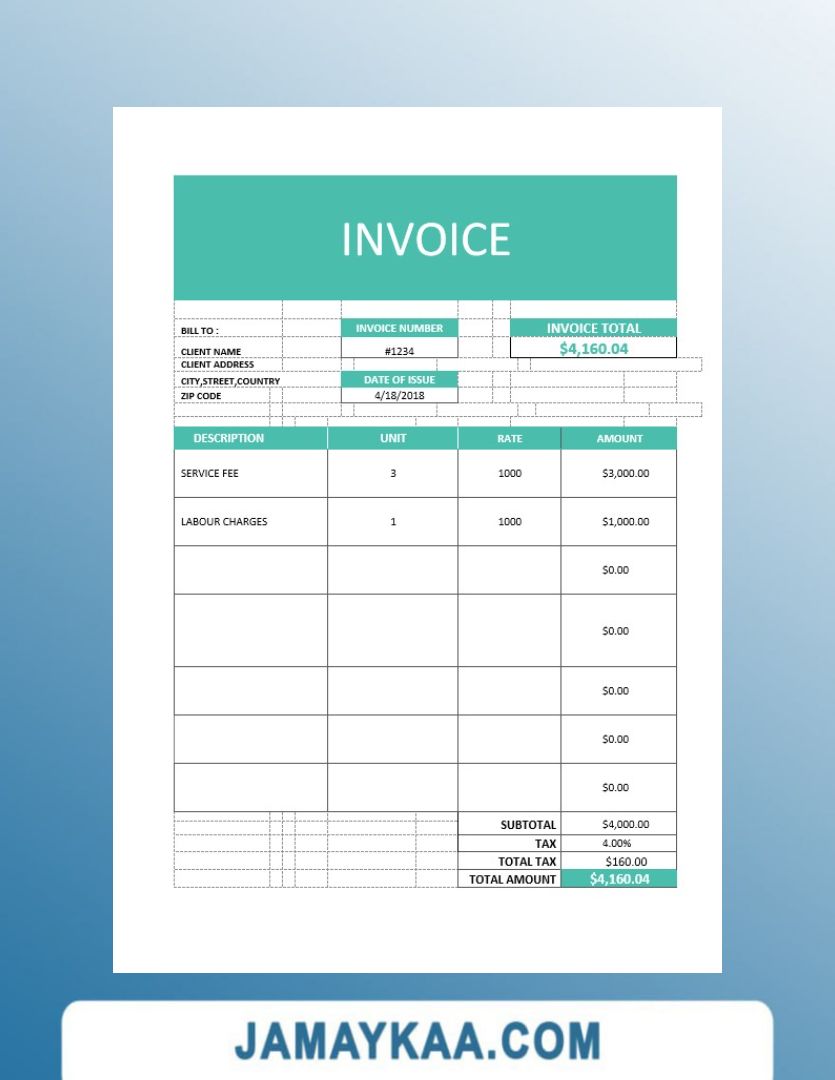 INVOICE
BILL TO :
INVOICE NUMBER
INVOICE TOTAL
CLIENT NAME
#1234
$4,160.04
CLIENT ADDRESS
CITY,STREET,COUNTRY
DATE OF ISSUE
ZIP CODE
4/18/2018
DESCRIPTION UNIT RATE AMOUNT
SERVICE FEE 3 1000 $3,000.00
LABOUR CHARGES 1 1000 $1,000.00
$0.00
$0.00
$0.00
$0.00
$0.00
SUBTOTAL $4,000.00
TAX 4.00%
TOTAL TAX $160.00
TOTAL AMOUNT $4,160.04
JAMAYKAA.COM